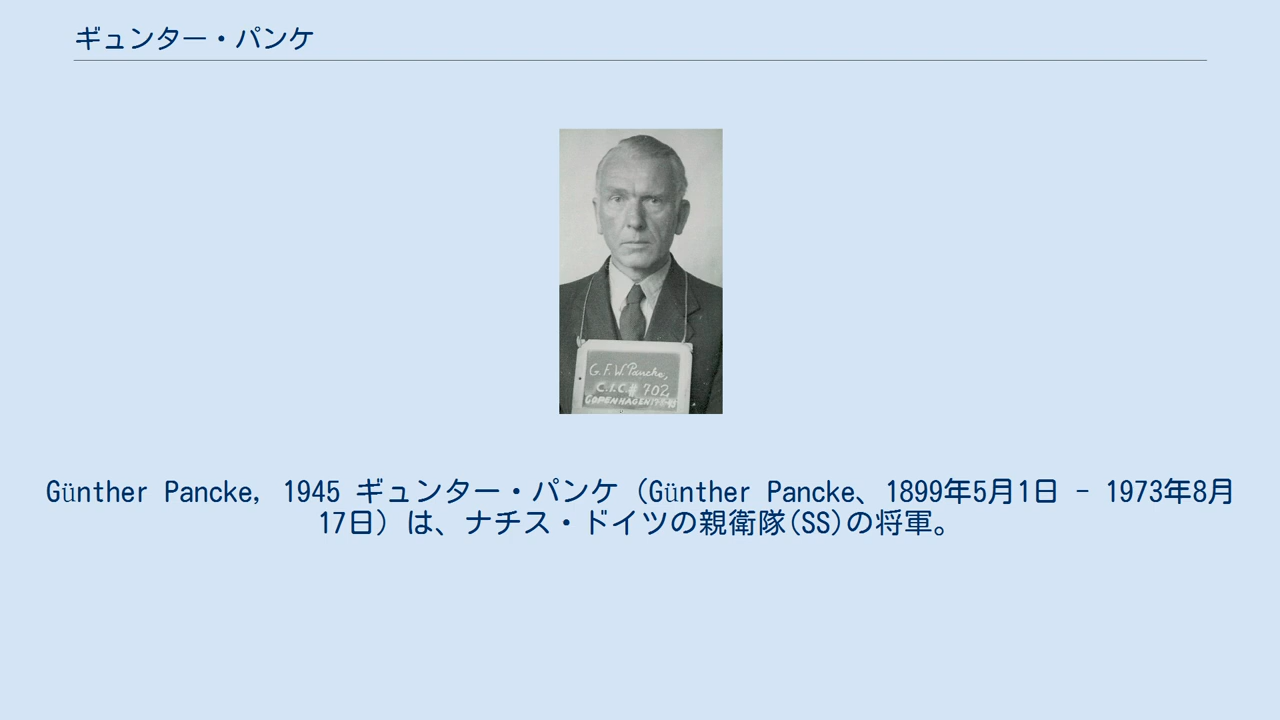 ギュンター・パンケ
G.F.W.Pancke,
C.I.C.# 702
COPENHAGEN
Günther Pancke, 1945 ギュンター・パンケ（Günther Pancke、1899年5月1日 - 1973年8月
17日）は、ナチス・ドイツの親衛隊(SS)の将軍。